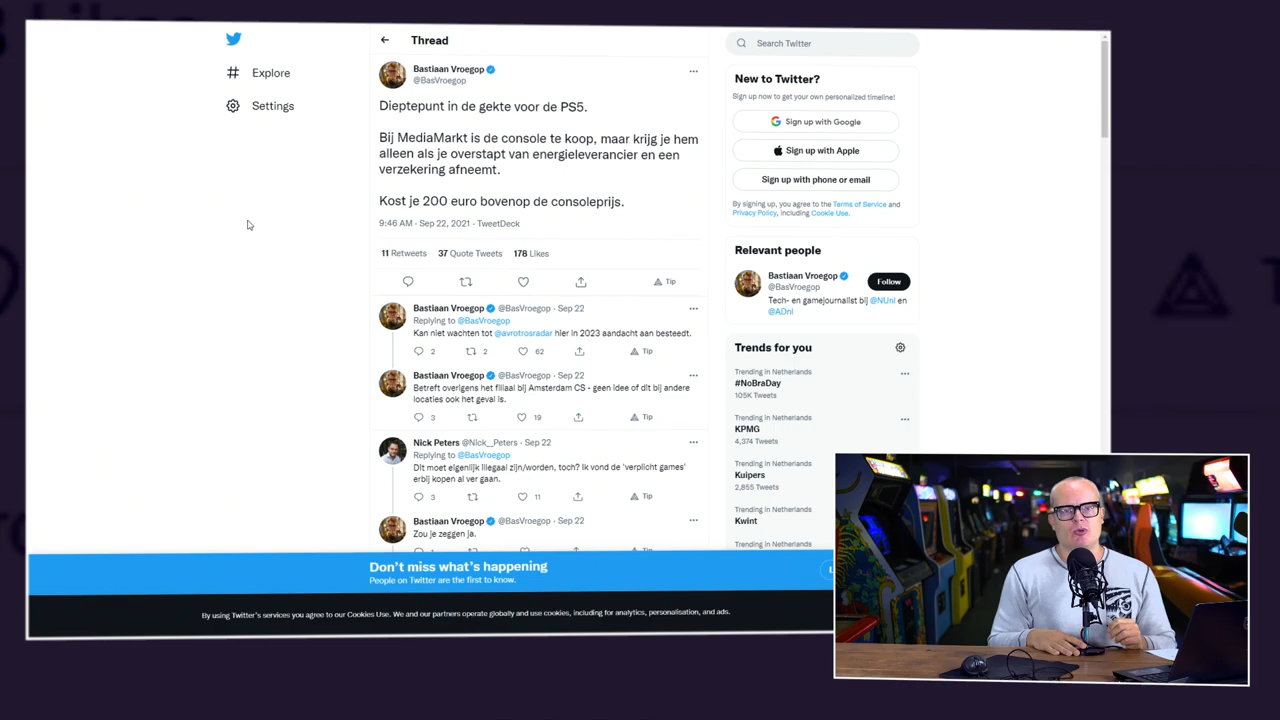 Thread
Search Twitter
Explore
Settings
Bastiaan Vroegop
@BasVroegop
Dieptepunt in de gekte voor de PS5.
Bij MediaMarkt is de console te koop, maar krijg je hem
alleen als je overstapt van energieleverancier en een
verzekering afneemt.
Kost je 200 euro bovenop de consoleprijs.
9:46 AM · Sep 22, 2021 · TweetDeck
11 Retweets 37 Quote Tweets 178 Likes
Tip
Bastiaan Vroegop @BasVroegop · Sep 22
Replying to @BasVroegop
Kan niet wachten tot @avrotrosradar hier in 2023 aandacht aan besteedt.
2 2 62 Tip
Bastiaan Vroegop @BasVroegop · Sep 22
Betreft overigens het filiaal bij Amsterdam CS - geen idee of dit bij andere
locaties ook het geval is.
3 19 Tip
Nick Peters @Nick__Peters · Sep 22
Replying to @BasVroegop
Dit moet eigenlijk illegaal zijn/worden, toch? Ik vond de 'verplicht games'
erbij kopen al ver gaan.
3 11 Tip
Bastiaan Vroegop @BasVroegop · Sep 22
Zou je zeggen ja.
New to Twitter?
Sign up now to get your own personalized timeline!
Sign up with Google
Sign up with Apple
Sign up with phone or email
By signing up, you agree to the Terms of Service and
Privacy Policy, including Cookie Use.
Relevant people
Bastiaan Vroegop
@BasVroegop
Follow
Tech- en gamejournalist bij @NUnl en
@ADnl
Trends for you
Trending in Netherlands
#NoBraDay
105K Tweets
Trending in Netherlands
KPMG
4,374 Tweets
Trending in Netherlands
Kuipers
2,855 Tweets
Trending in Netherlands
Kwint
Trending in Netherlands
Don't miss what's happening
People on Twitter are the first to know.
By using Twitter's services you agree to our Cookies Use. We and our partners operate globally and use cookies, including for analytics, personalisation, and ads.